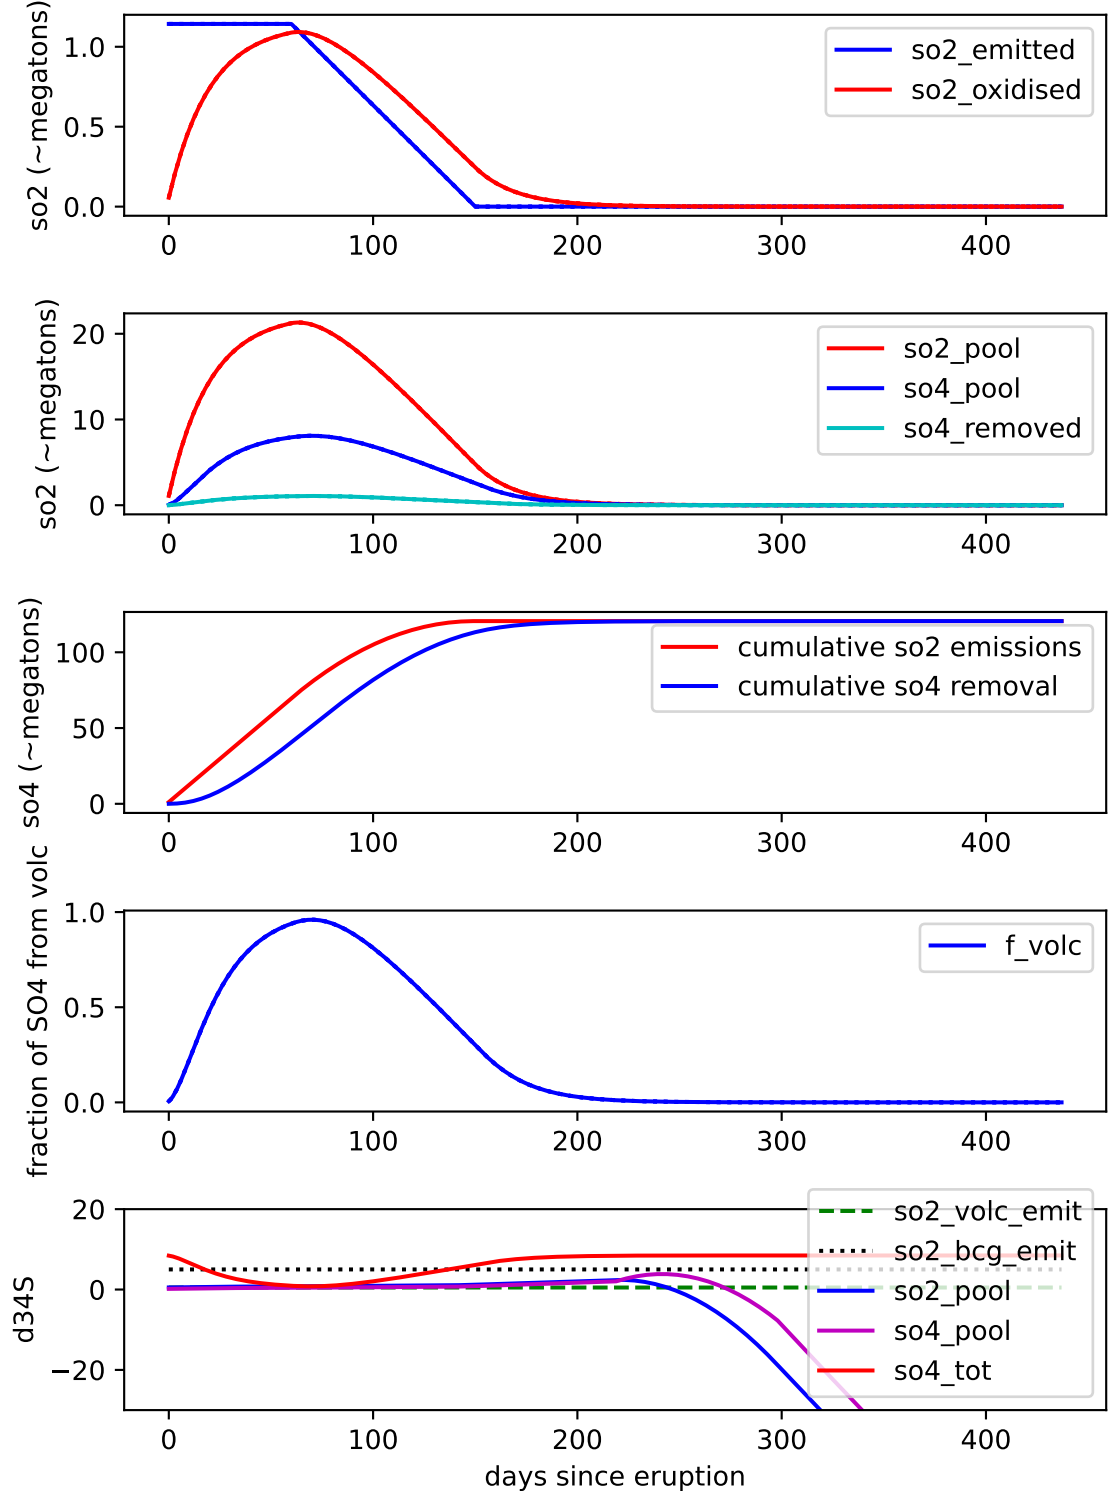 so2 (~megatons)
1.0
0.5
0.0
so2_emitted
so2_oxidised
0 100 200 300 400
so2 (~megatons)
20
10
0
so2_pool
so4_pool
so4_removed
0 100 200 300 400
so4 (~megatons)
100
50
0
cumulative so2 emissions
cumulative so4 removal
0 100 200 300 400
fraction of SO4 from volc
1.0
0.5
0.0
f_volc
0 100 200 300 400
d34S
20
0
−20
so2_volc_emit
so2_bcg_emit
so2_pool
so4_pool
so4_tot
0 100 200 300 400
days since eruption